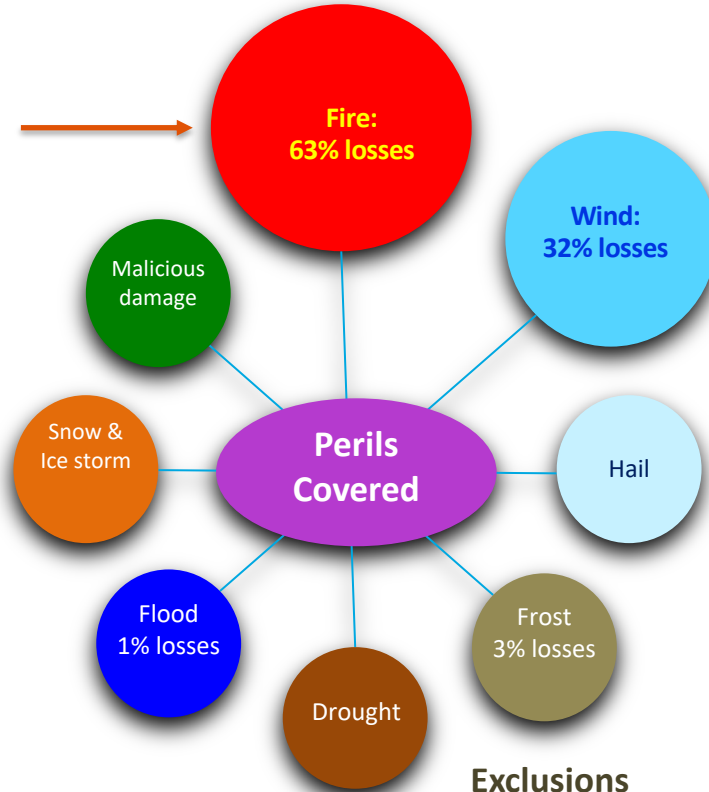 Fire:
63% losses
Wind:
32% losses
Malicious
damage
Snow &
Ice storm
Perils
Covered
Hail
Flood
1% losses
Frost
3% losses
Drought
Exclusions